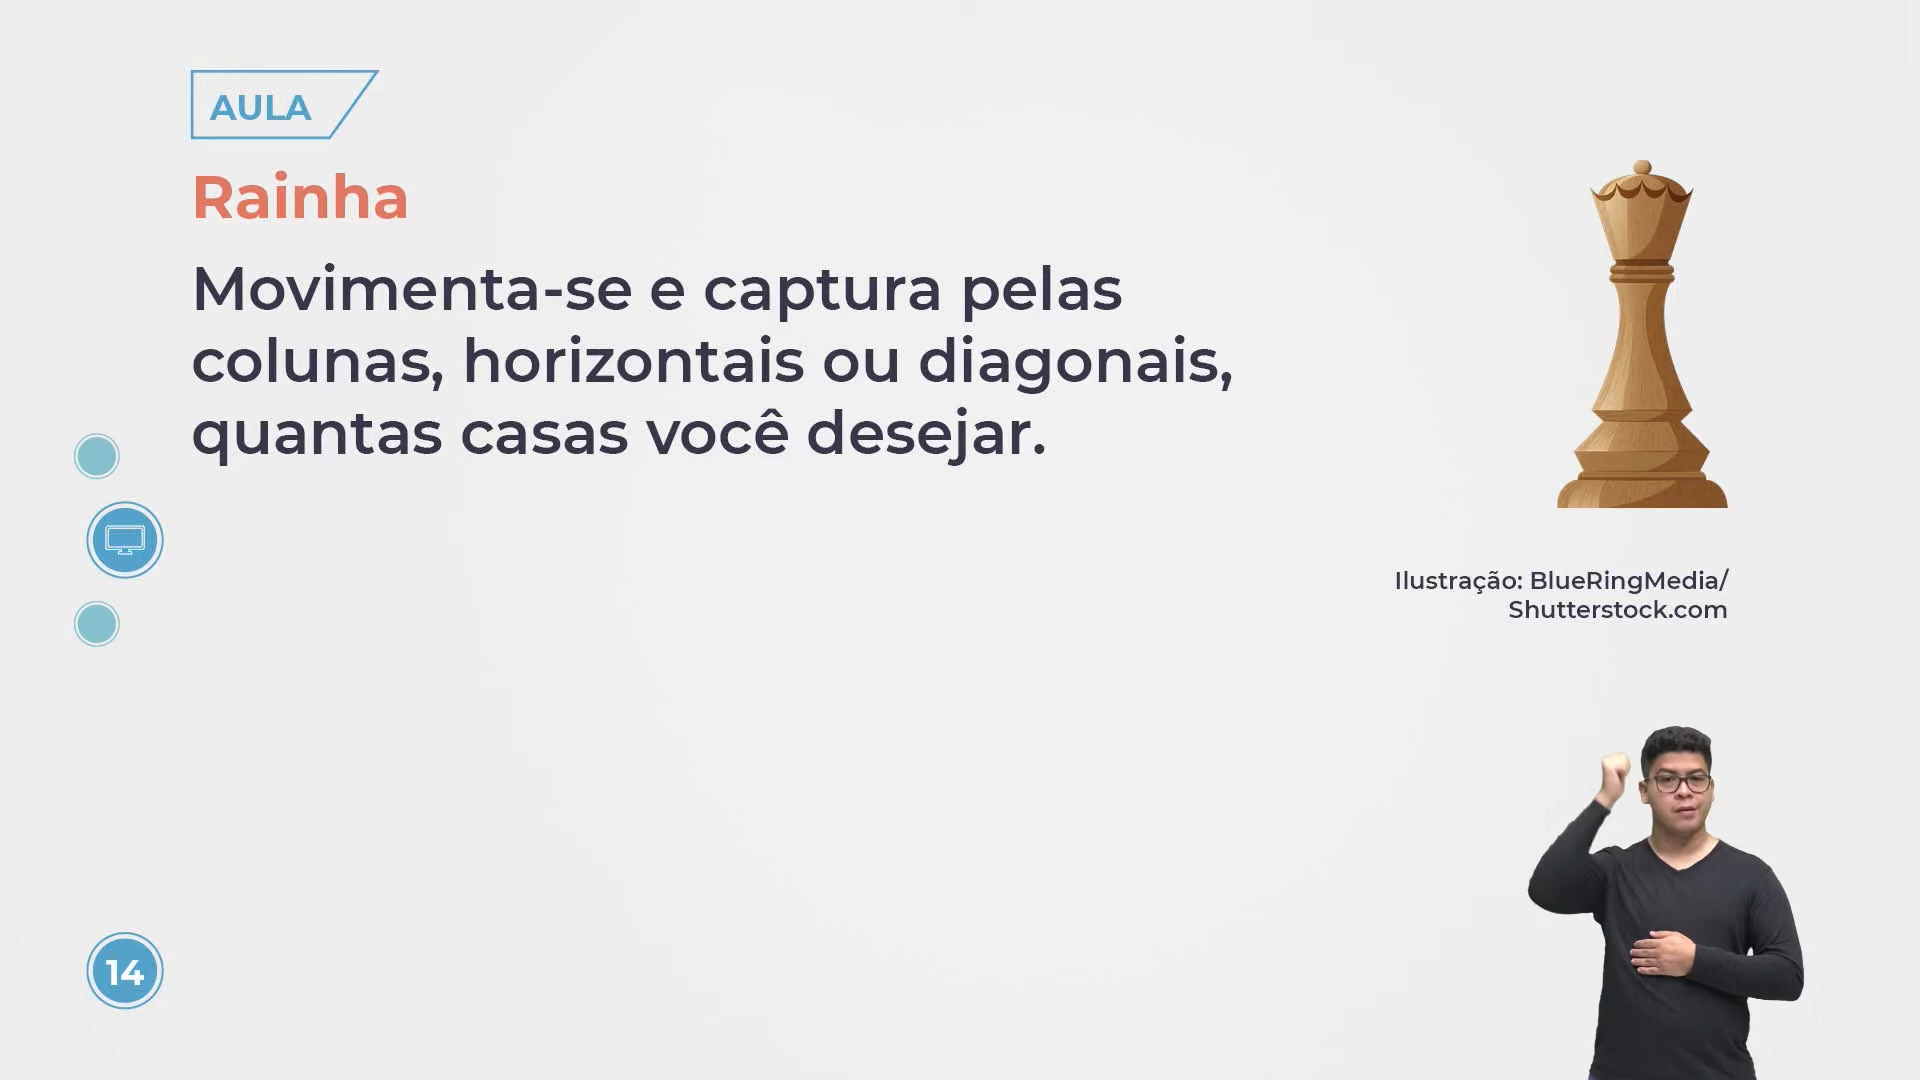 AULA
Rainha
Movimenta-se e captura pelas
colunas, horizontais ou diagonais,
quantas casas você desejar.
Ilustração: BlueRingMedia/
Shutterstock.com
14